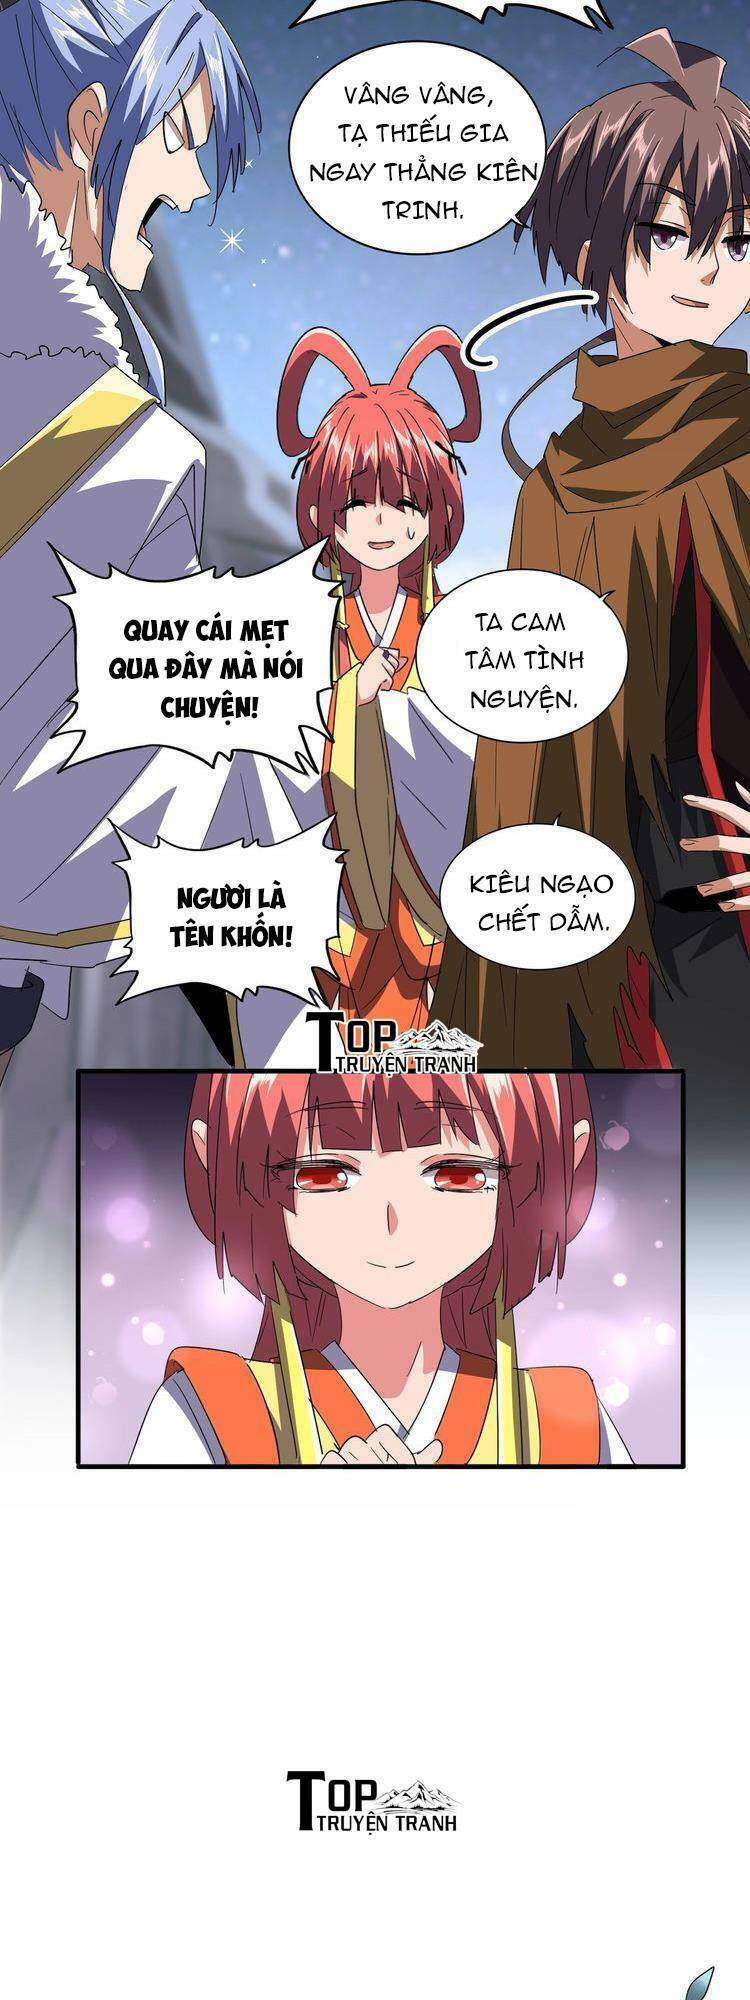 VÂNG VÂNG,
TẠ THIẾU GIA
NGAY THẲNG KIÊN
TRINH.
QUAY CÁI MẸT
QUA ĐÂY MÀ NÓI
CHUYỆN!
TA CAM
TÂM TÌNH
NGUYỆN.
NGƯƠI LÀ
TÊN KHỐN!
KIÊU NGẠO
CHẾT DẪM.
TOP
TRUYỆN TRANH
TOP
TRUYỆN TRANH